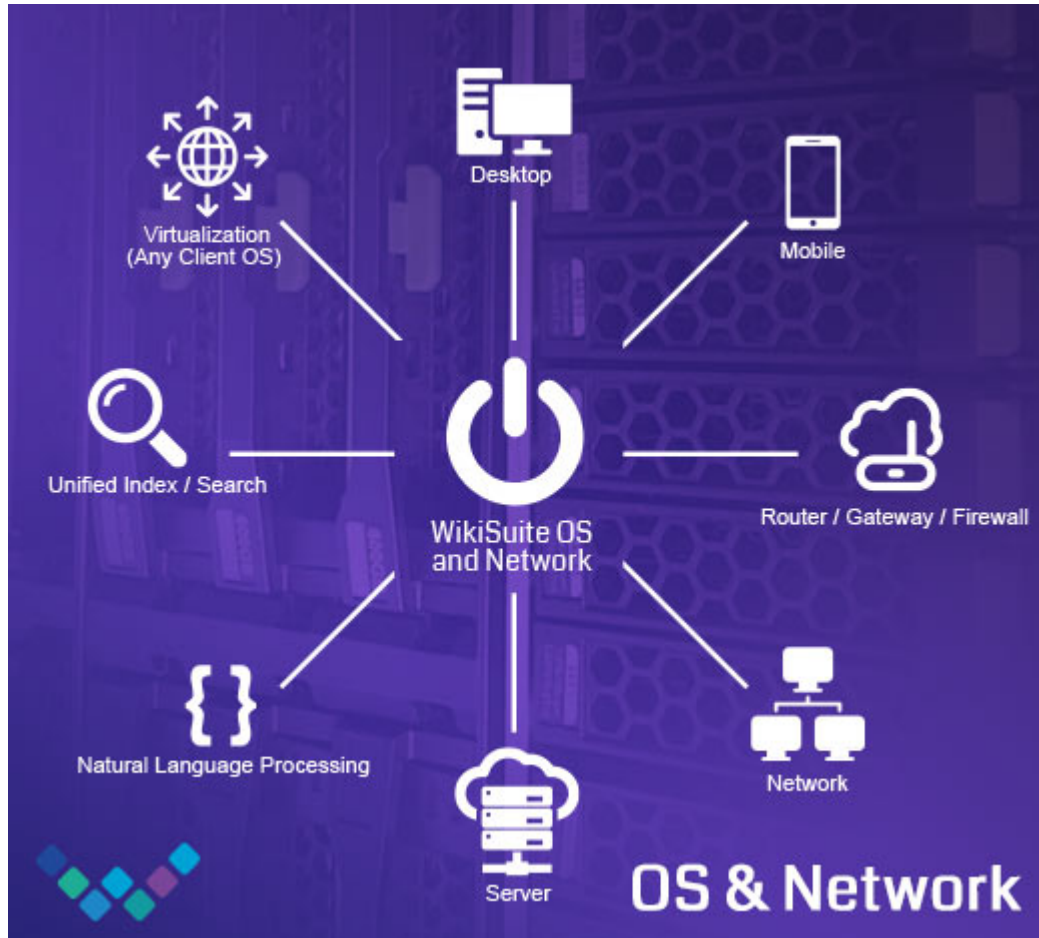 Desktop
Virtualization
(Any Client OS)
Mobile
Unified Index / Search
Router / Gateway / Firewall
WikiSuite OS
and Network
Natural Language Processing
Network
Server
OS & Network